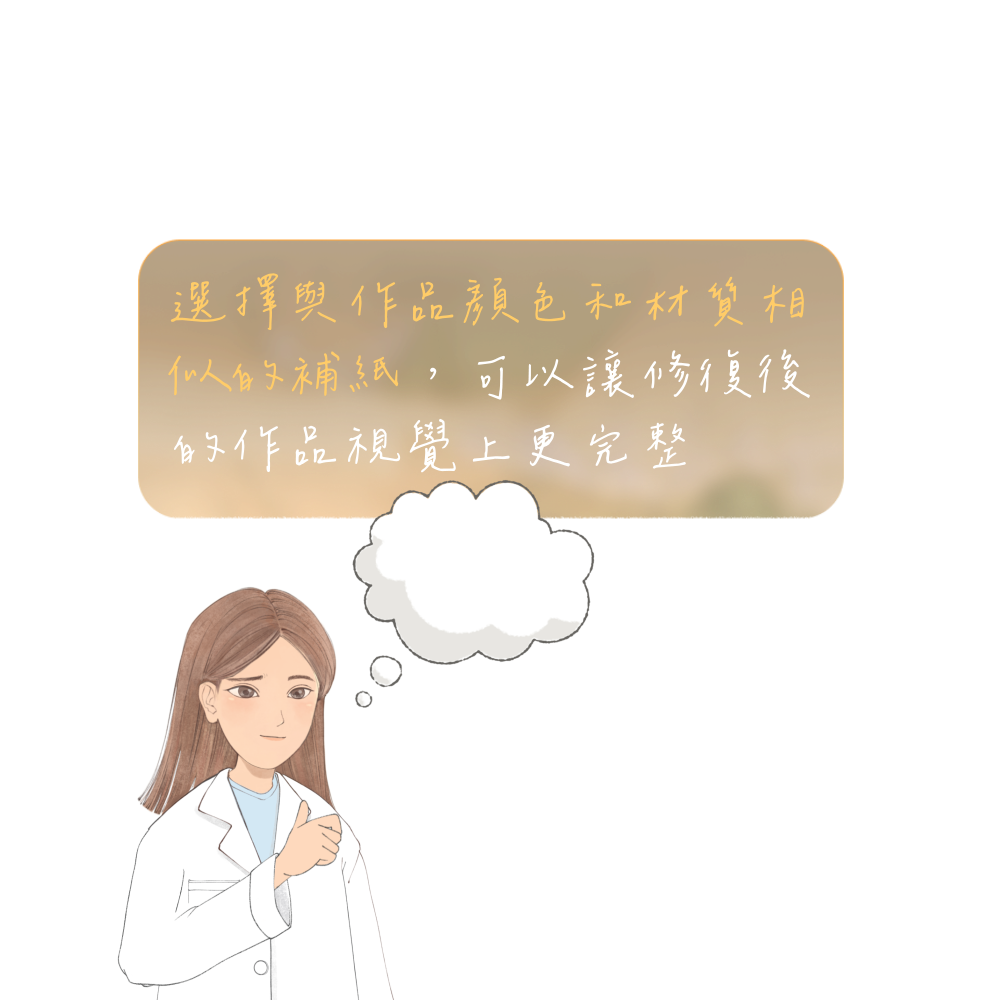 選擇與作品顏色和材質相
似的補紙，可以讓修復後
的作品視覺上更完整